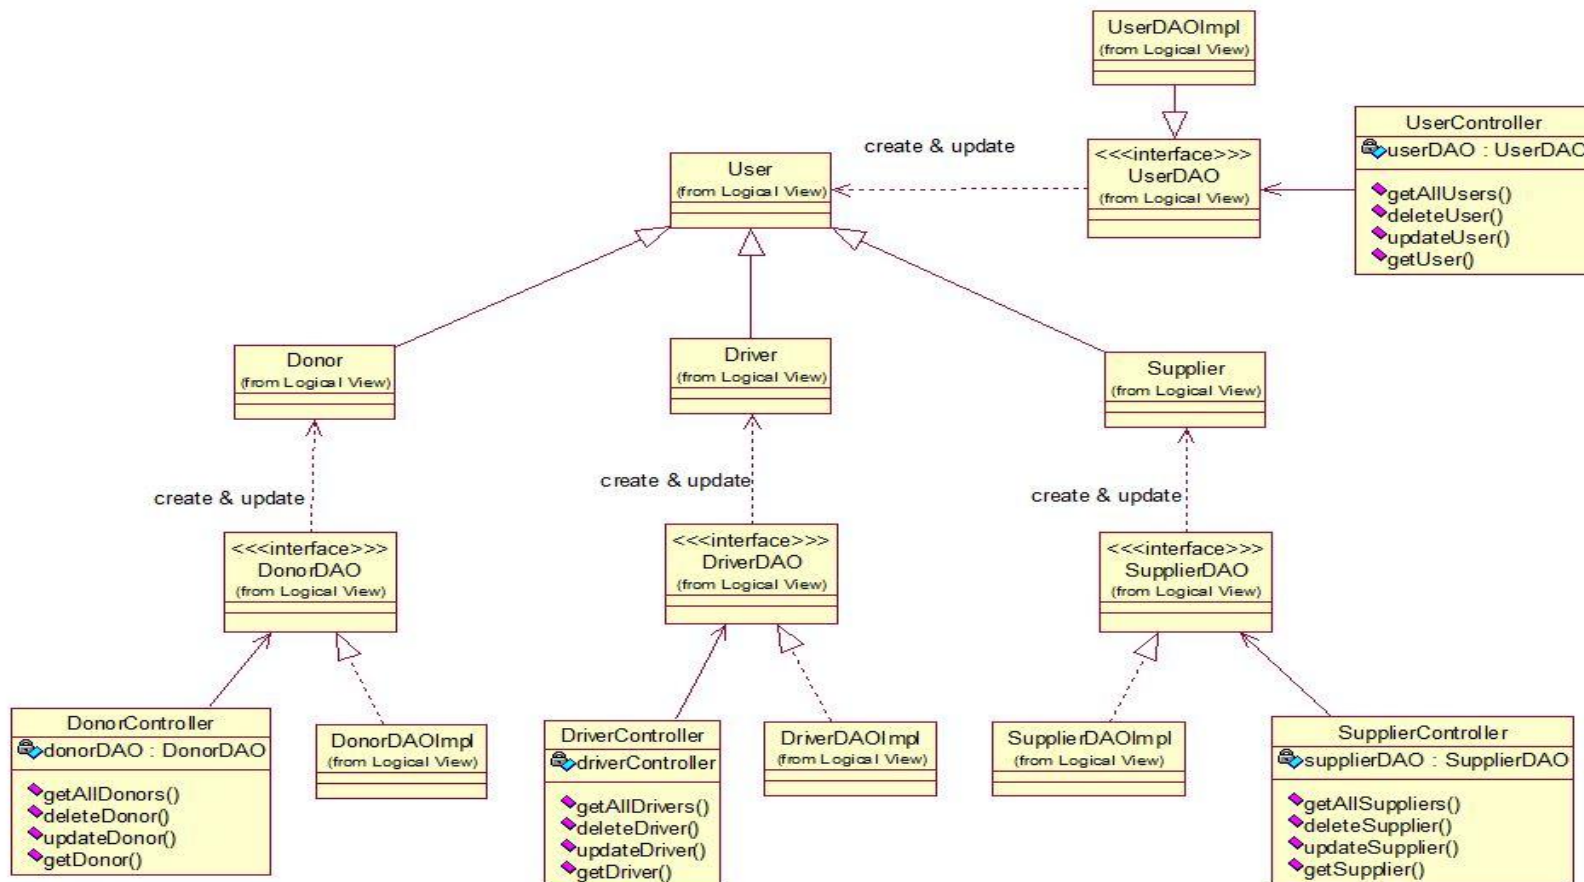 UserDAOImpl
(from Logical View)
UserController
userDAO : UserDAO
getAllUsers()
deleteUser()
updateUser()
getUser()
create & update
<<<interface>>>
UserDAO
(from Logical View)
User
(from Logical View)
Donor
(from Logical View)
Driver
(from Logical View)
Supplier
(from Logical View)
create & update
create & update
create & update
<<<interface>>>
DonorDAO
(from Logical View)
<<<interface>>>
DriverDAO
(from Logical View)
<<<interface>>>
SupplierDAO
(from Logical View)
DonorController
donorDAO : DonorDAO
getAllDonors()
deleteDonor()
updateDonor()
getDonor()
DonorDAOImpl
(from Logical View)
DriverController
driverController
getAllDrivers()
deleteDriver()
updateDriver()
getDriver()
DriverDAOImpl
(from Logical View)
SupplierDAOImpl
(from Logical View)
SupplierController
supplierDAO : SupplierDAO
getAllSuppliers()
deleteSupplier()
updateSupplier()
getSupplier()